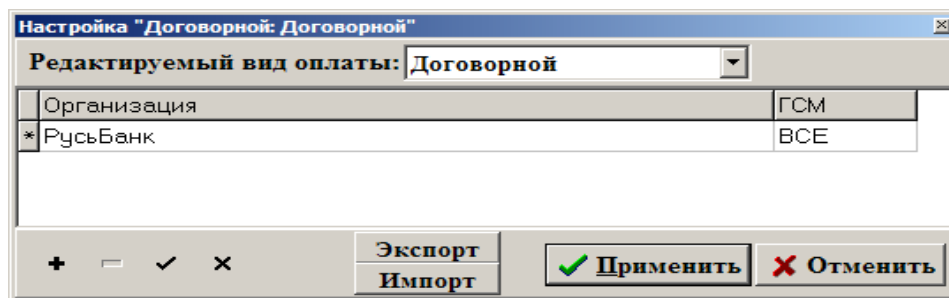 Настройка "Договорной: Договорной"
Редактируемый вид оплаты: Договорной
Организация ГСМ
* РусьБанк ВСЕ
Экспорт
Импорт
Применить Отменить